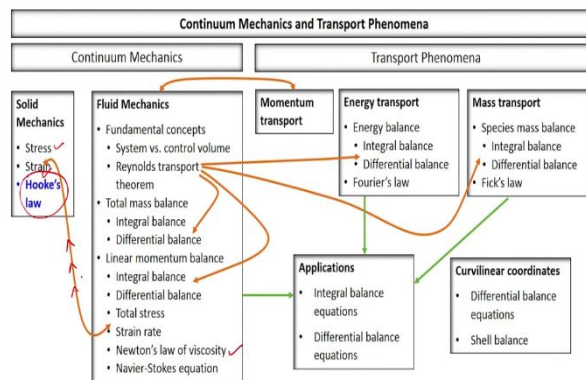 Continuum Mechanics and Transport Phenomena
Continuum Mechanics
Transport Phenomena
Solid
Mechanics
• Stress
• Strain
• Hooke's
law
Fluid Mechanics
• Fundamental concepts
• System vs. control volume
• Reynolds transport
theorem
• Total mass balance
• Integral balance
• Differential balance
• Linear momentum balance
• Integral balance
• Differential balance
• Total stress
• Strain rate
• Newton's law of viscosity
• Navier-Stokes equation
Momentum
transport
Energy transport
• Energy balance
• Integral balance
• Differential balance
• Fourier's law
Mass transport
• Species mass balance
• Integral balance
• Differential balance
• Fick's law
Applications
• Integral balance
equations
• Differential balance
equations
Curvilinear coordinates
• Differential balance
equations
• Shell balance